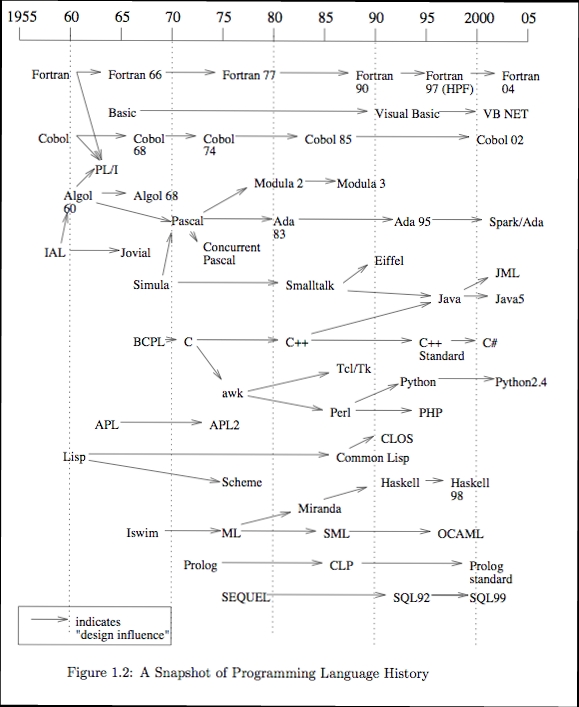 1955 60 65 70 75 80 85 90 95 2000 05
Fortran Fortran 66 Fortran 77 Fortran Fortran Fortran
90 97 (HPF) 04
Basic Visual Basic VB NET
Cobol Cobol Cobol Cobol 85 Cobol 02
68 74
PL/I
Modula 2 Modula 3
Algol Algol 68
60
Pascal Ada Ada 95 Spark/Ada
83
IAL Jovial Concurrent
Pascal
Eiffel
JML
Simula Smalltalk
Java Java5
BCPL C C++ C++ C#
Standard
Tcl/Tk
awk Python Python2.4
Perl PHP
APL APL2
CLOS
Lisp Common Lisp
Scheme Haskell Haskell
98
Miranda
Iswim ML SML OCAML
Prolog CLP Prolog
standard
SEQUEL SQL92 SQL99
indicates
"design influence"
Figure 1.2: A Snapshot of Programming Language History